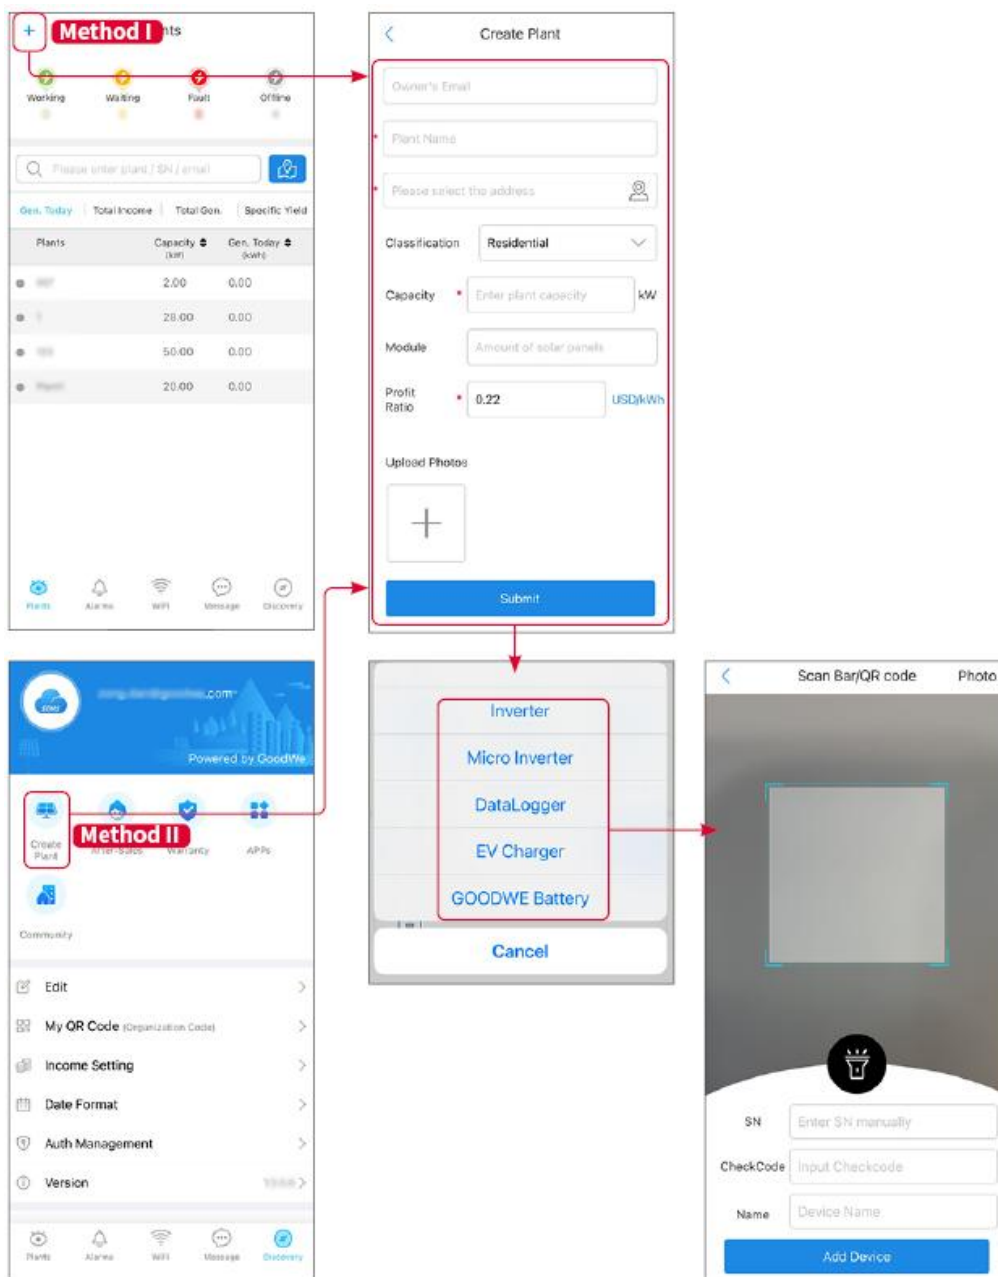 + Method I nts
Working Waiting Fault Offline
Please enter plant / SN / email
Gen. Today Total Income Total Gen. Specific Yield
Plants Capacity Gen. Today
(kW) (kWh)
2.00 0.00
28.00 0.00
50.00 0.00
20.00 0.00
Plants Alarms WiFi Message Discovery
Create Plant
Owner's Email
* Plant Name
* Please select the address
Classification Residential
Capacity * Enter plant capacity kW
Module Amount of solar panels
Profit
Ratio * 0.22 USD/kWh
Upload Photos
Submit
.com
Powered by GoodWe
Method II
Create
Plant After-Sales Warranty APPs
Community
Edit
My QR Code (Organization Code)
Income Setting
Date Format
Auth Management
Version
Plants Alarms WiFi Message Discovery
Inverter
Micro Inverter
DataLogger
EV Charger
GOODWE Battery
Cancel
Scan Bar/QR code Photo
SN Enter SN manually
CheckCode Input Checkcode
Name Device Name
Add Device